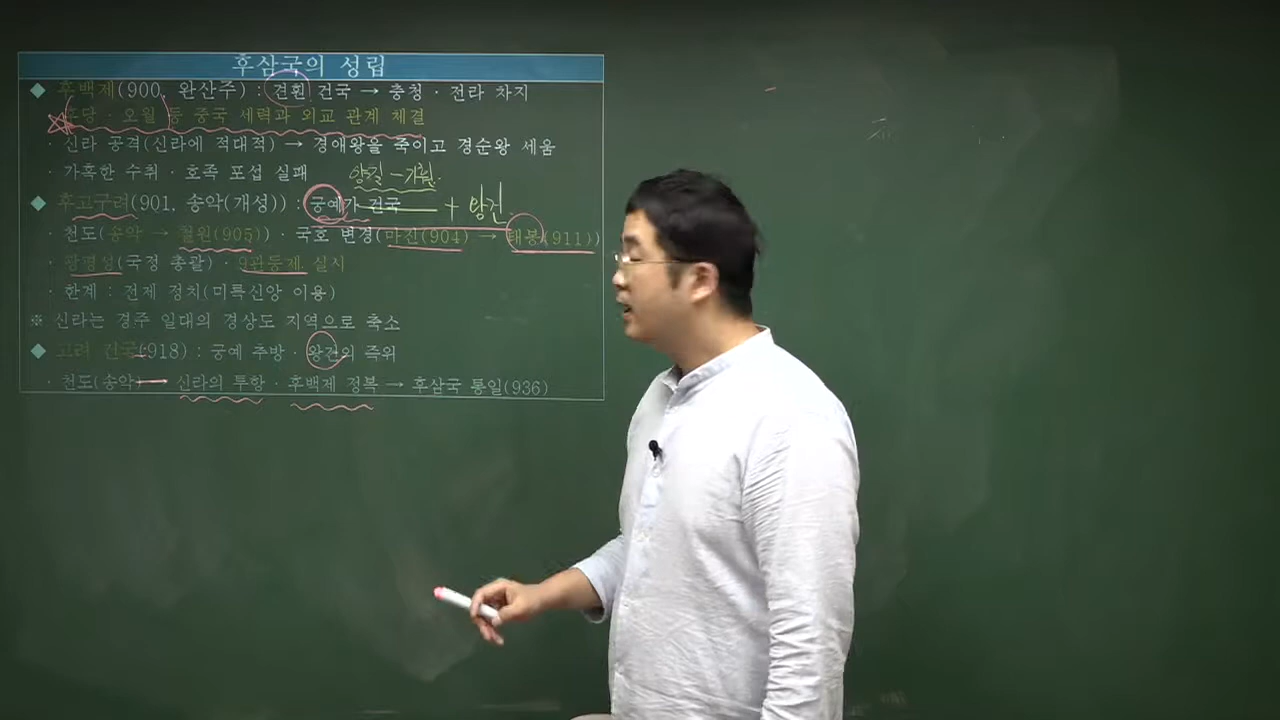 후삼국의 성립
◆ 후백제(900, 완산주) : 견훤 건국 → 충청 · 전라 차지
후당 · 오월 등 중국 세력과 외교 관계 체결
· 신라 공격(신라에 적대적) → 경애왕을 죽이고 경순왕 세움
· 가혹한 수취 · 호족 포섭 실패
양길 - 기훤
◆ 후고구려(901, 송악(개성)) : 궁예가 건국 + 왕건
· 천도(송악 → 철원(905)) · 국호 변경(마진(904) → 태봉(911))
· 광평성(국정 총괄) · 9관등제 실시
· 한계 : 전제 정치(미륵신앙 이용)
※ 신라는 경주 일대의 경상도 지역으로 축소
◆ 고려 건국(918) : 궁예 추방 · 왕건의 즉위
· 천도(송악) 신라의 투항 · 후백제 정복 → 후삼국 통일(936)